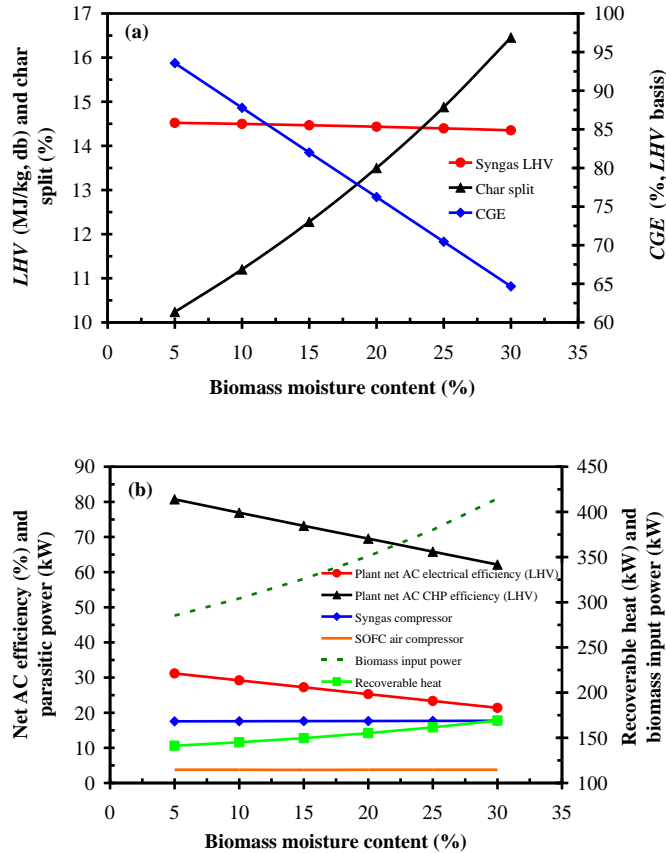 (a)
17
16
15
14
13
12
11
10
100
95
90
85
80
75
70
65
60
LHV (MJ/kg, db) and char
split (%)
CGE (%, LHV basis)
Syngas LHV
Char split
CGE
0 5 10 15 20 25 30 35
Biomass moisture content (%)
(b)
90
80
70
60
50
40
30
20
10
0
450
400
350
300
250
200
150
100
Net AC efficiency (%) and
parasitic power (kW)
Recoverable heat (kW) and
biomass input power (kW)
Plant net AC electrical efficiency (LHV)
Plant net AC CHP efficiency (LHV)
Syngas compressor
SOFC air compressor
Biomass input power
Recoverable heat
0 5 10 15 20 25 30 35
Biomass moisture content (%)